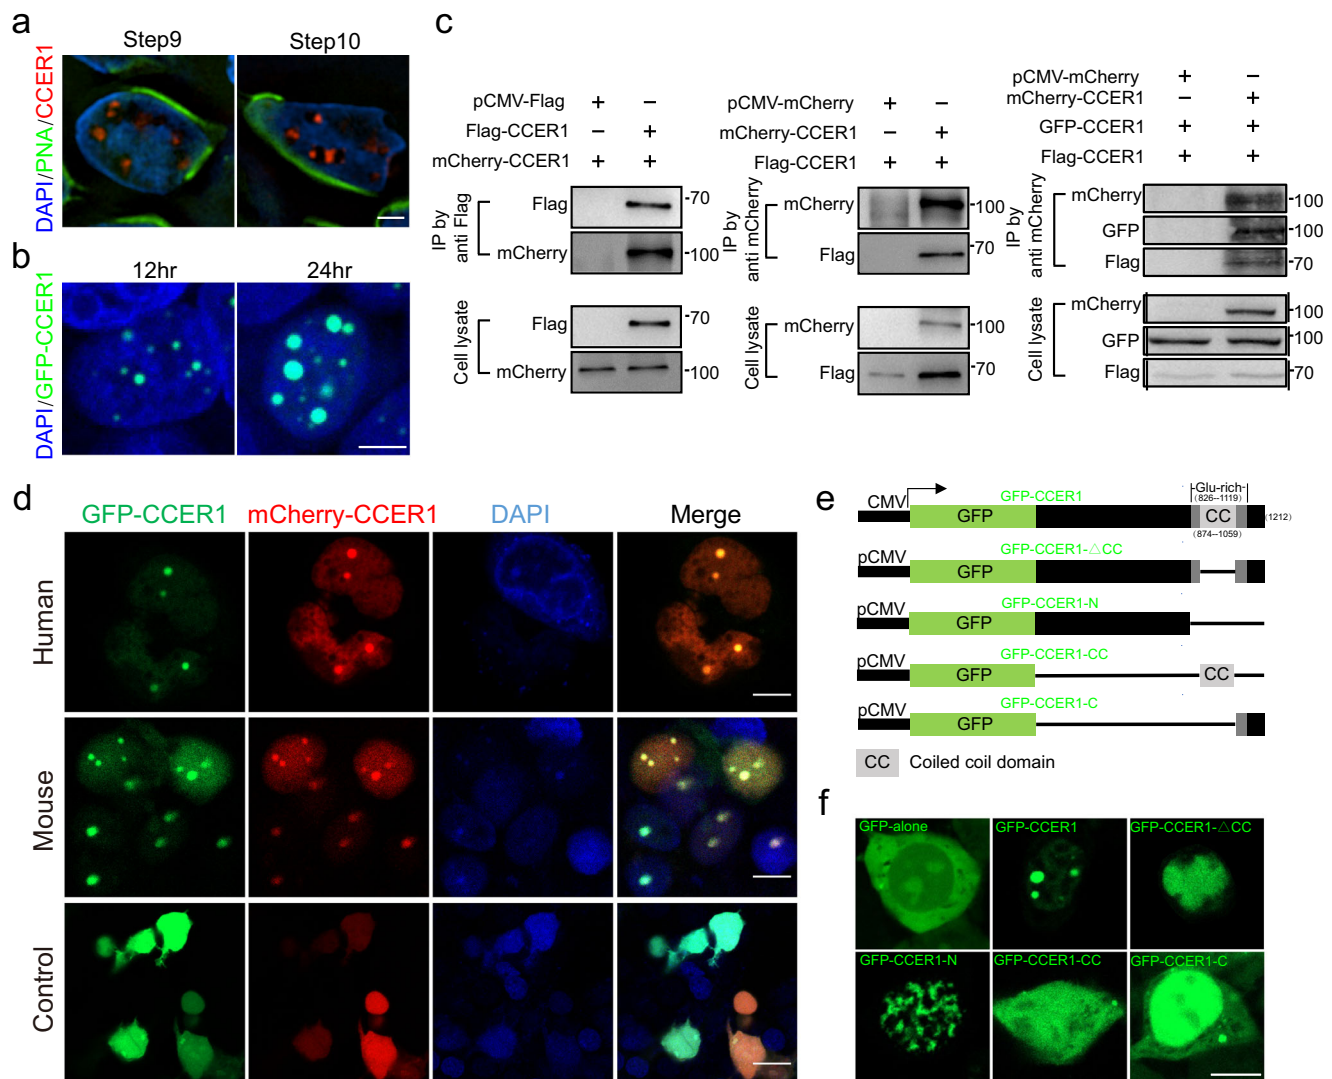 a
Step9 Step10
DAPI/PNA/CCER1
b
12hr 24hr
DAPI/GFP-CCER1
c
pCMV-Flag + −
Flag-CCER1 − +
mCherry-CCER1 + +
IP by anti Flag
Flag -70
mCherry -100
Cell lysate
Flag -70
mCherry -100
pCMV-mCherry + −
mCherry-CCER1 − +
Flag-CCER1 + +
IP by anti mCherry
mCherry -100
Flag -70
Cell lysate
mCherry -100
Flag -70
pCMV-mCherry + −
mCherry-CCER1 − +
GFP-CCER1 + +
Flag-CCER1 + +
IP by anti mCherry
mCherry -100
GFP -100
Flag -70
Cell lysate
mCherry -100
GFP -100
Flag -70
d
GFP-CCER1 mCherry-CCER1 DAPI Merge
Human
Mouse
Control
e
CMV GFP-CCER1 Glu-rich
(826--1119)
GFP CC (1212)
(874--1059)
pCMV GFP-CCER1-△CC
GFP
pCMV GFP-CCER1-N
GFP
pCMV GFP-CCER1-CC
GFP CC
pCMV GFP-CCER1-C
GFP
CC Coiled coil domain
f
GFP-alone GFP-CCER1 GFP-CCER1-△CC
GFP-CCER1-N GFP-CCER1-CC GFP-CCER1-C